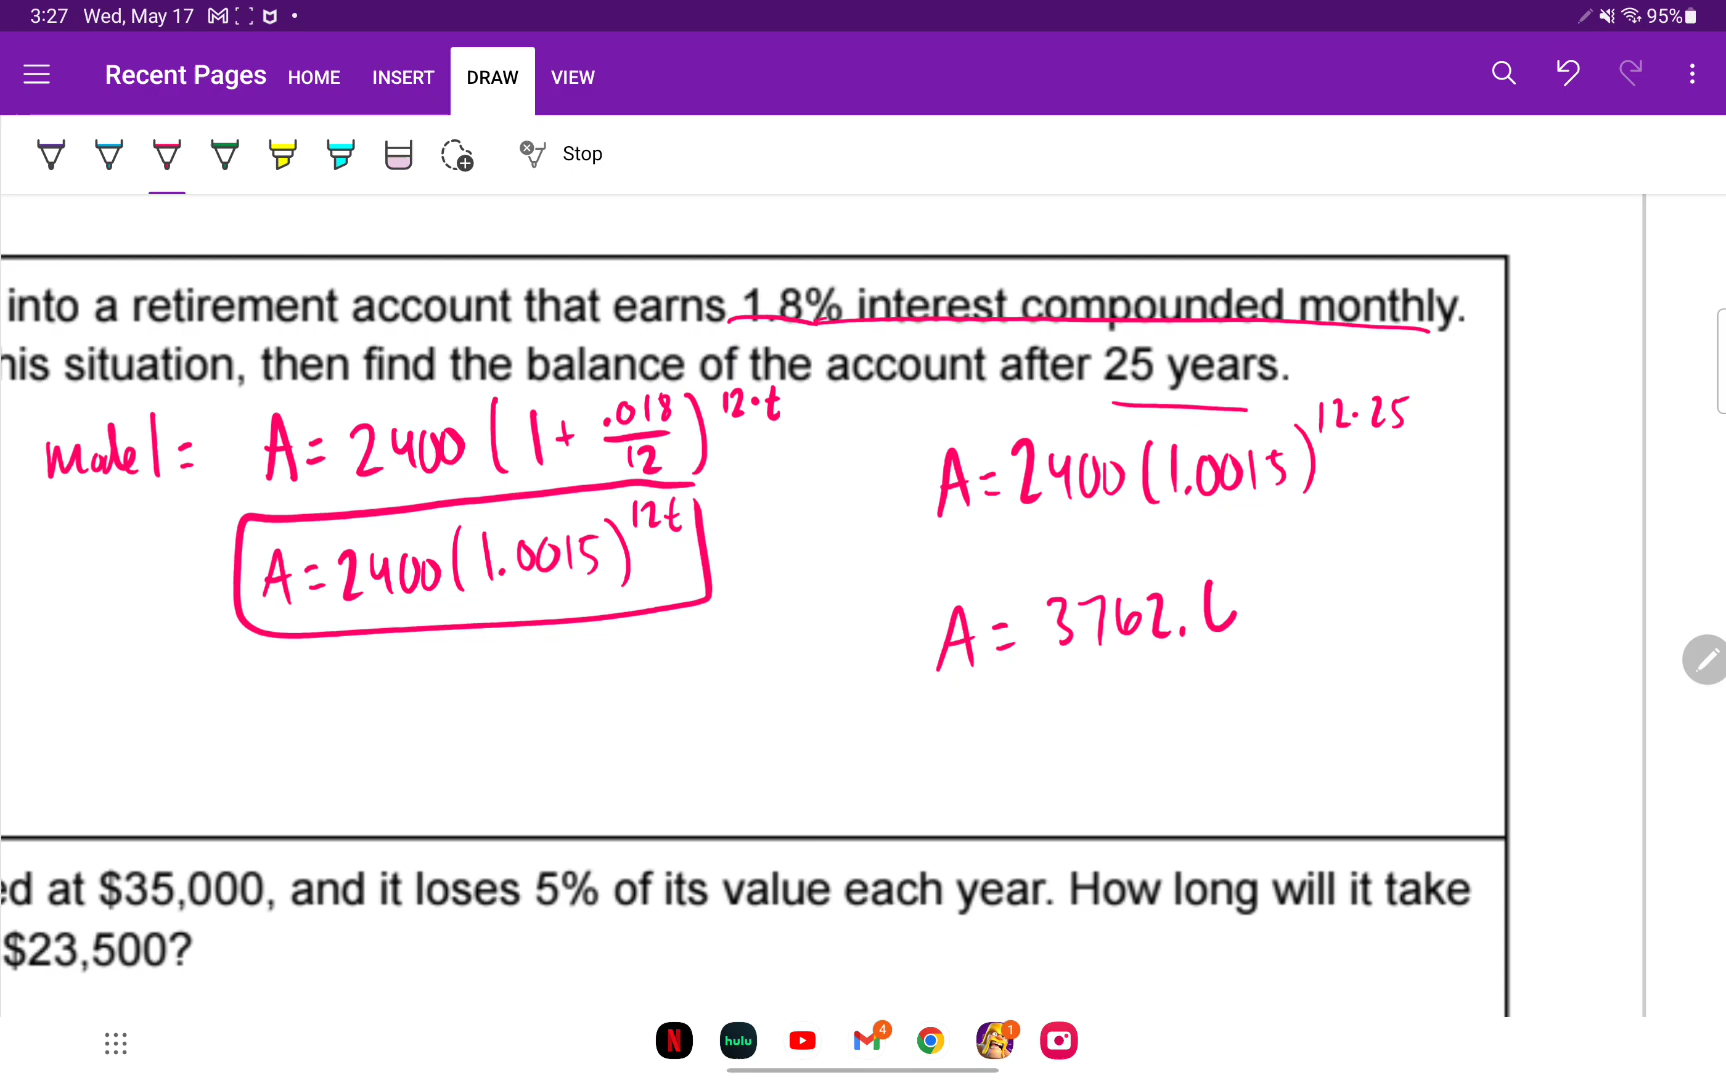 3:27 Wed, May 17 95%
Recent Pages HOME INSERT DRAW VIEW
Stop
into a retirement account that earns 1.8% interest compounded monthly.
his situation, then find the balance of the account after 25 years.
model = A = 2400 (1 + .018/12)^12·t
A = 2400 (1.0015)^12·25
A = 2400 (1.0015)^12t
A = 3762.6
ed at $35,000, and it loses 5% of its value each year. How long will it take
$23,500?
N hulu 4 1